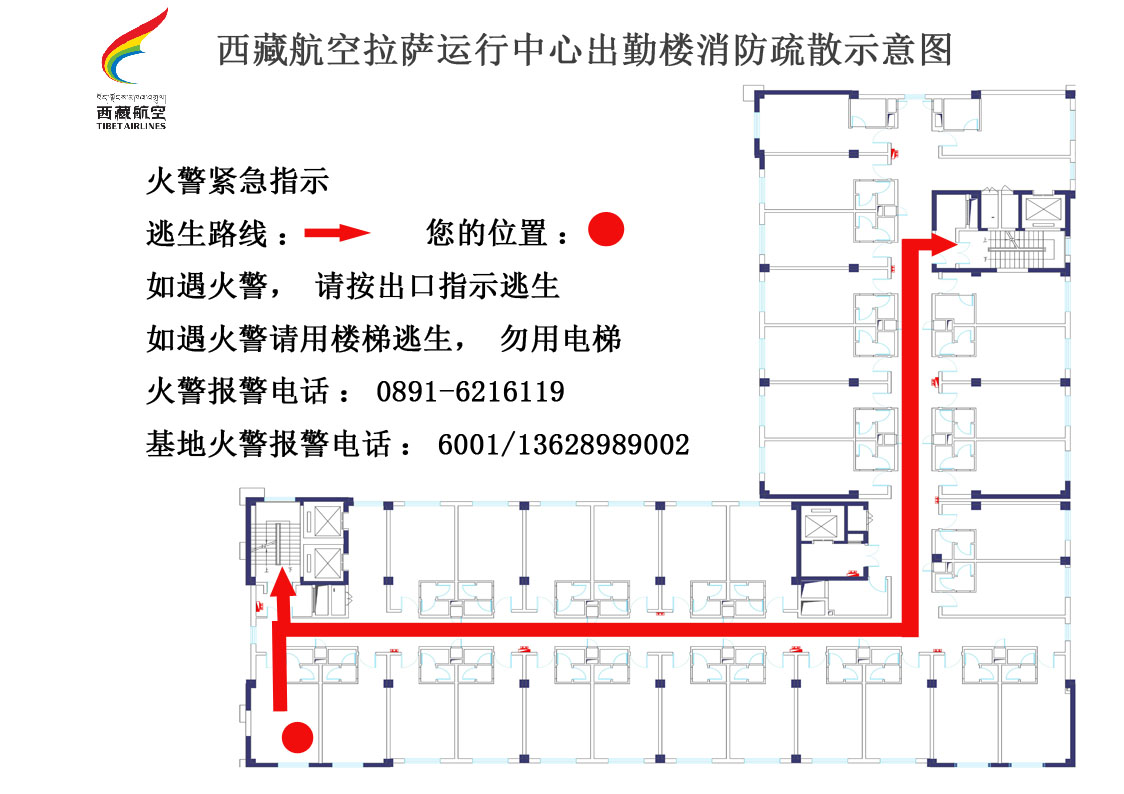 西藏航空拉萨运行中心出勤楼消防疏散示意图
西藏航空
TIBET AIRLINES
火警紧急指示
逃生路线： 您的位置：
如遇火警， 请按出口指示逃生
如遇火警请用楼梯逃生， 勿用电梯
火警报警电话： 0891-6216119
基地火警报警电话： 6001/13628989002
上
下
上
下